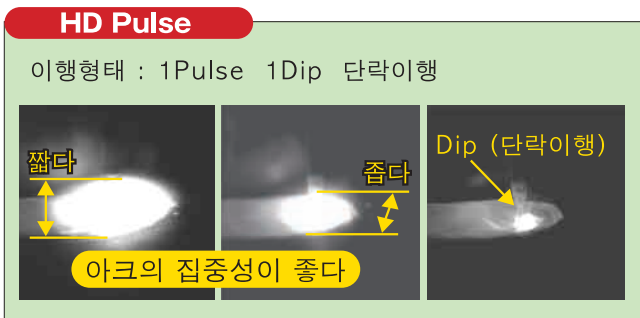 HD Pulse
이행형태 : 1Pulse 1Dip 단락이행
짧다
좁다
Dip (단락이행)
아크의 집중성이 좋다